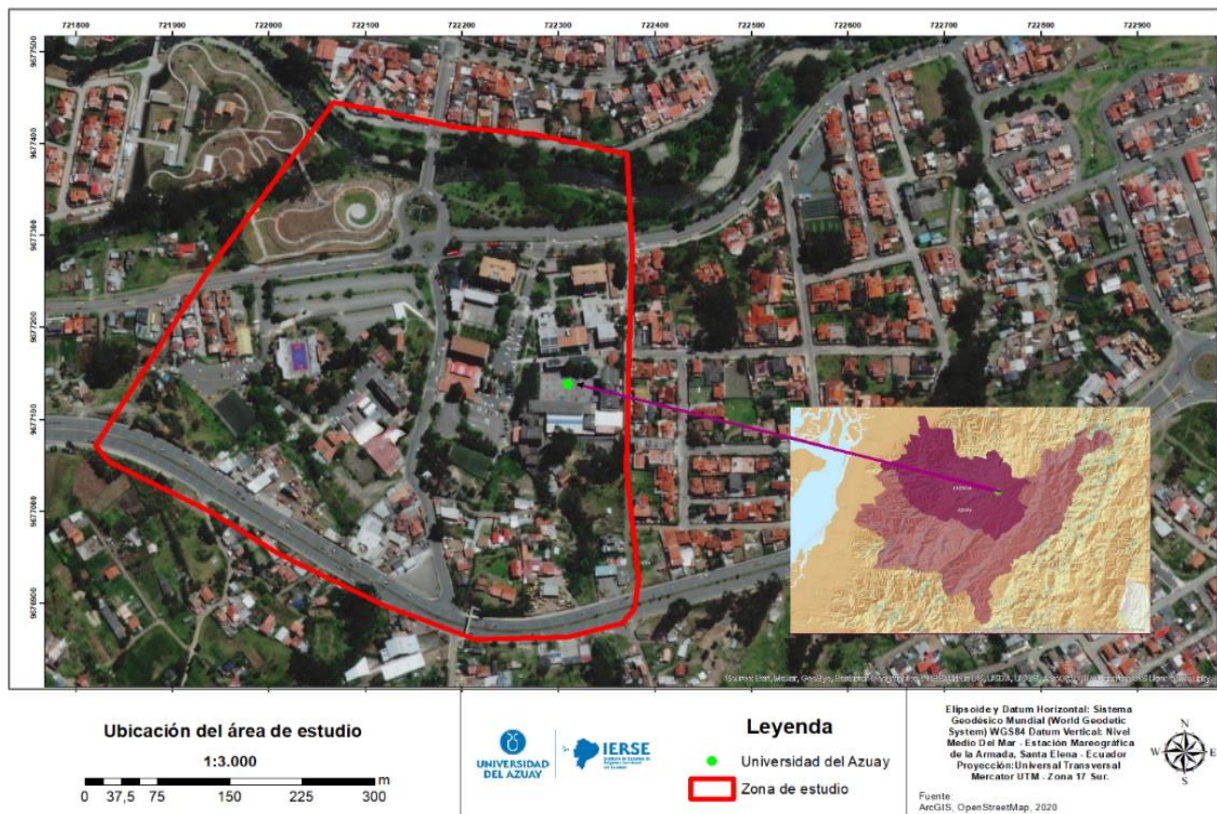 721800 721900 722000 722100 722200 722300 722400 722500 722600 722700 722800 722900
9677500
9677400
9677300
9677200
9677100
9677000
9676900
CUENCA
AZUAY
Ubicación del área de estudio
1:3.000
m
0 37,5 75 150 225 300
UNIVERSIDAD
DEL AZUAY
IERSE
Leyenda
Universidad del Azuay
Zona de estudio
Elipsoide y Datum Horizontal: Sistema
Geodésico Mundial (World Geodetic
System) WGS84 Datum Vertical: Nivel
Medio Del Mar - Estación Mareográfica
de la Armada, Santa Elena - Ecuador
Proyección: Universal Transversal
Mercator UTM - Zona 17 Sur.
Fuente:
ArcGIS, OpenStreetMap, 2020
N
W E
S